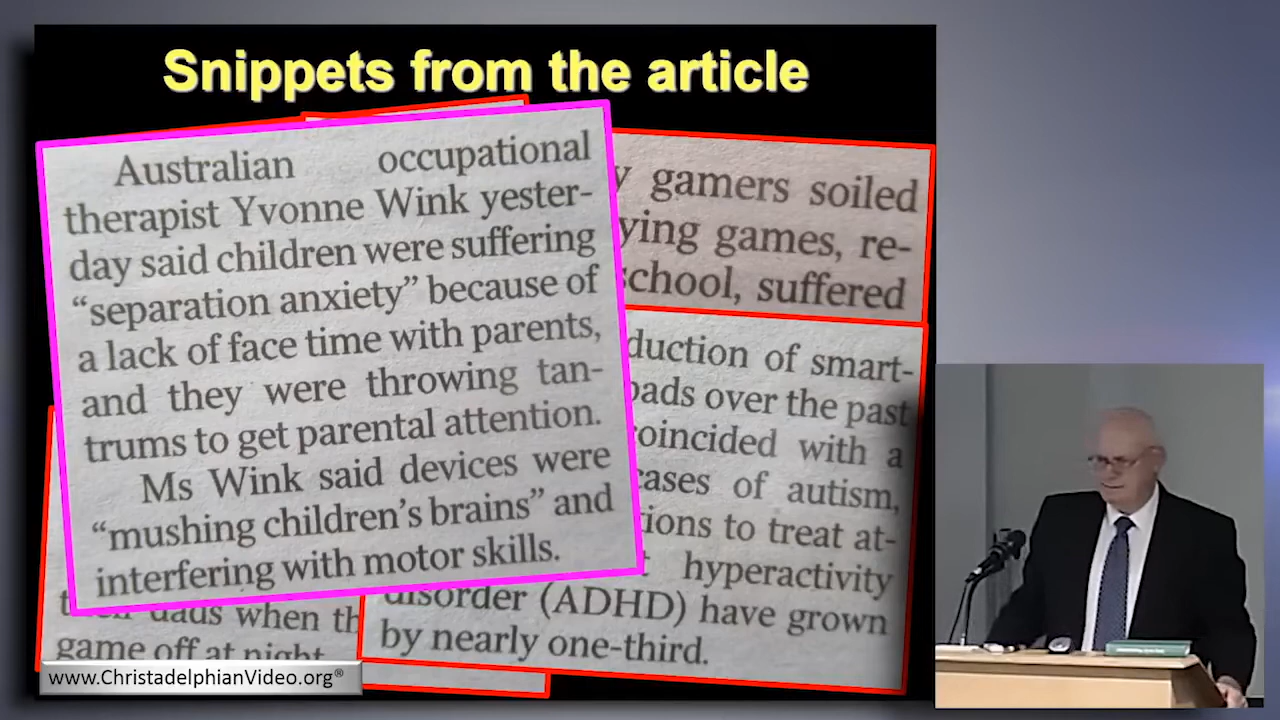 Snippets from the article
Australian occupational
therapist Yvonne Wink yester-
day said children were suffering
“separation anxiety” because of
a lack of face time with parents,
and they were throwing tan-
trums to get parental attention.
Ms Wink said devices were
“mushing children’s brains” and
interfering with motor skills.
gamers soiled
ying games, re-
school, suffered
duction of smart-
pads over the past
coincided with a
cases of autism,
tions to treat at-
hyperactivity
disorder (ADHD) have grown
by nearly one-third.
dads when th
game off at night
www.ChristadelphianVideo.org®